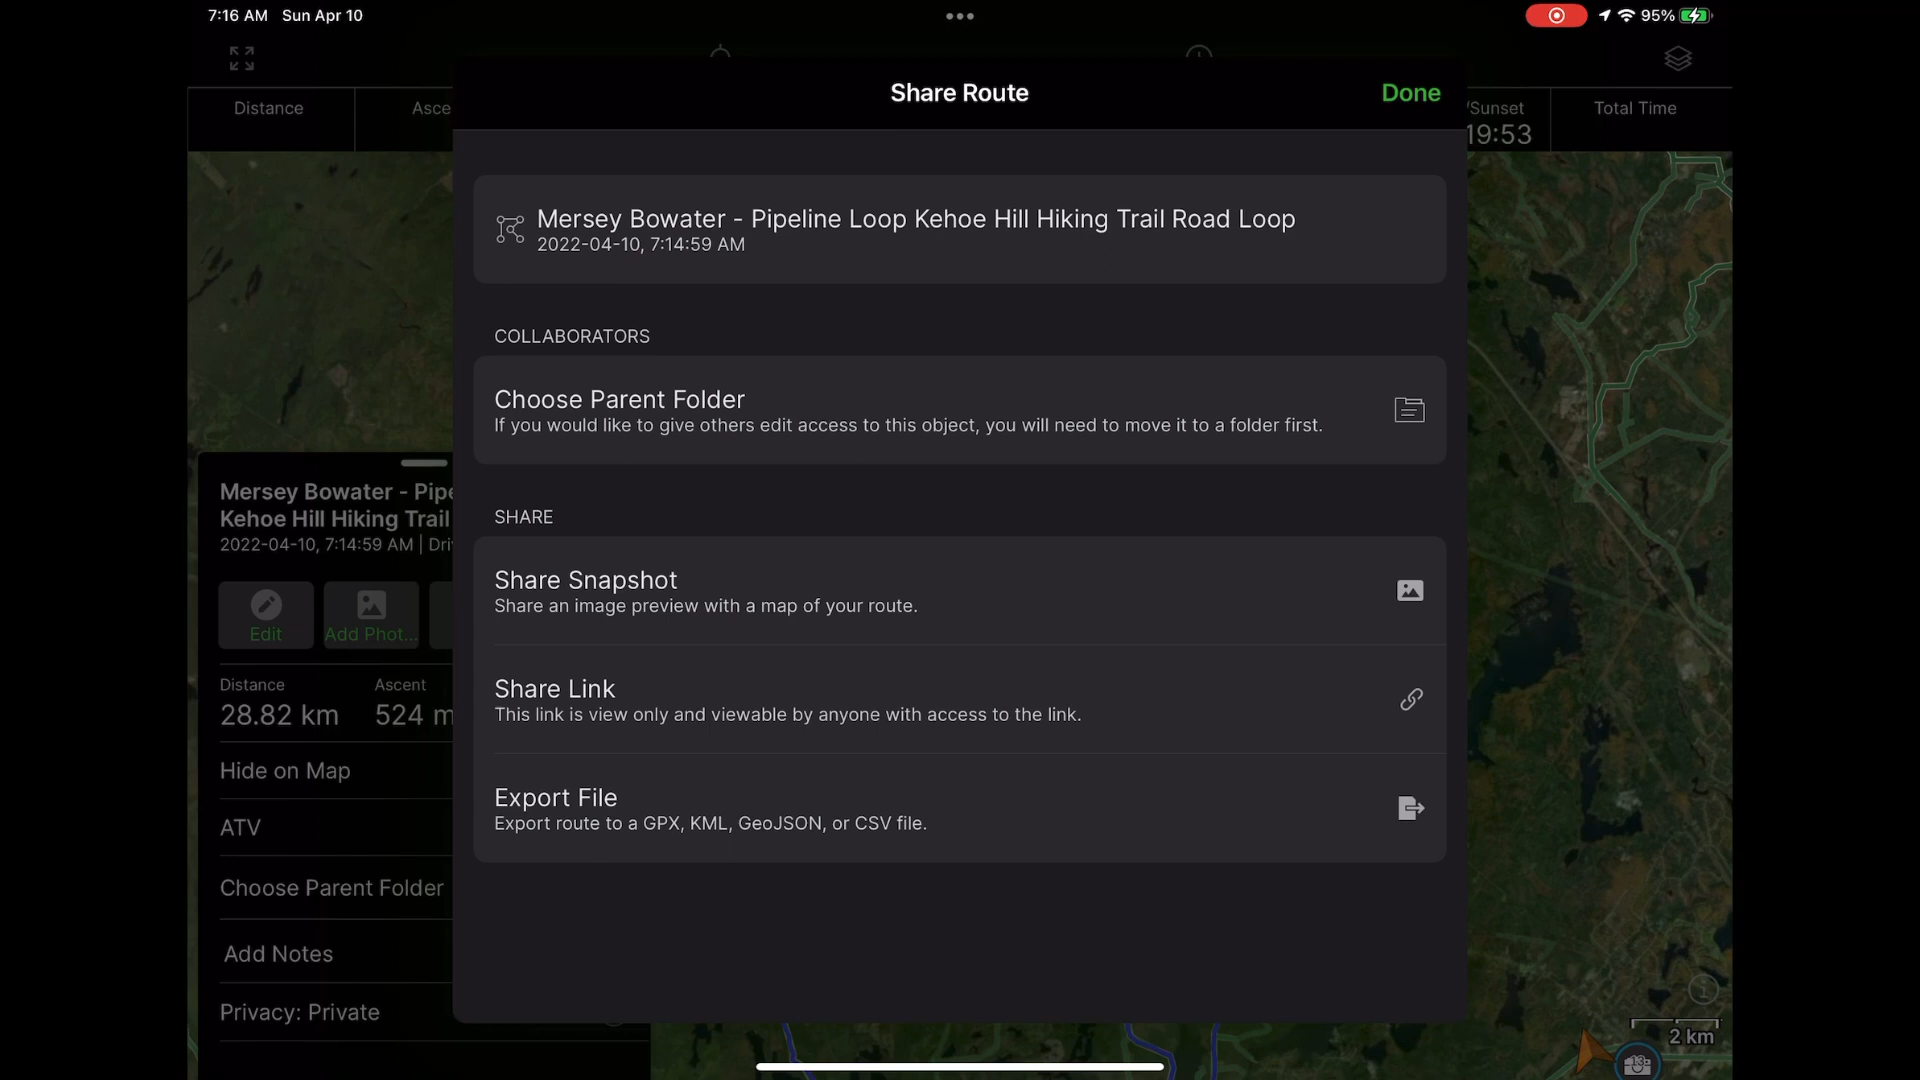 7:16 AM Sun Apr 10
95%
Share Route
Done
Distance
Asce
/Sunset
19:53
Total Time
Mersey Bowater - Pipeline Loop Kehoe Hill Hiking Trail Road Loop
2022-04-10, 7:14:59 AM
COLLABORATORS
Choose Parent Folder
If you would like to give others edit access to this object, you will need to move it to a folder first.
SHARE
Share Snapshot
Share an image preview with a map of your route.
Share Link
This link is view only and viewable by anyone with access to the link.
Export File
Export route to a GPX, KML, GeoJSON, or CSV file.
Mersey Bowater - Pipe
Kehoe Hill Hiking Trail
2022-04-10, 7:14:59 AM | Dri
Edit
Add Phot...
Distance
Ascent
28.82 km
524 m
Hide on Map
ATV
Choose Parent Folder
Add Notes
Privacy: Private
2 km